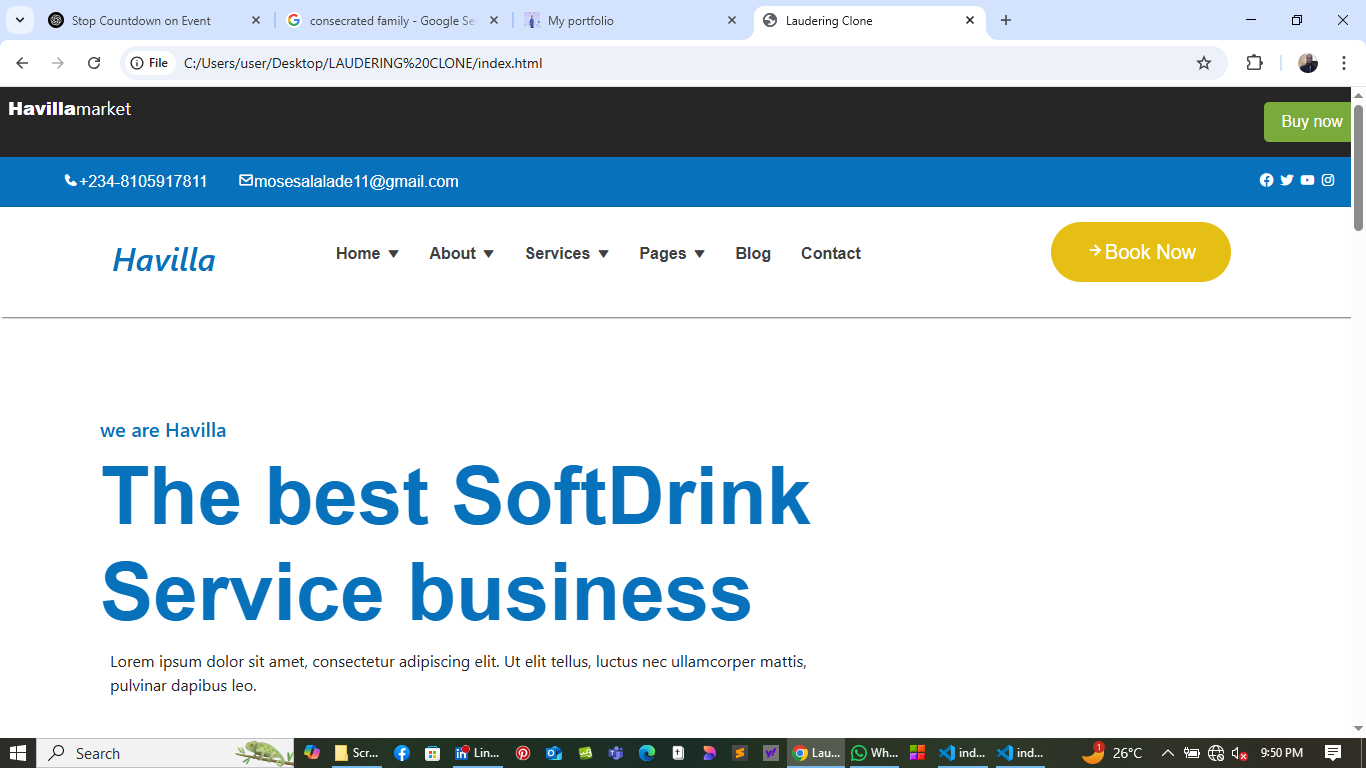 Stop Countdown on Event
consecrated family - Google Se
My portfolio
Laudering Clone
File C:/Users/user/Desktop/LAUDERING%20CLONE/index.html
Havillamarket
Buy now
+234-8105917811 mosesalalade11@gmail.com
Havilla
Home About Services Pages Blog Contact
Book Now
we are Havilla
The best SoftDrink
Service business
Lorem ipsum dolor sit amet, consectetur adipiscing elit. Ut elit tellus, luctus nec ullamcorper mattis,
pulvinar dapibus leo.
Search Scr... Lin... Lau... Wh... ind... ind... 1 26°C 9:50 PM